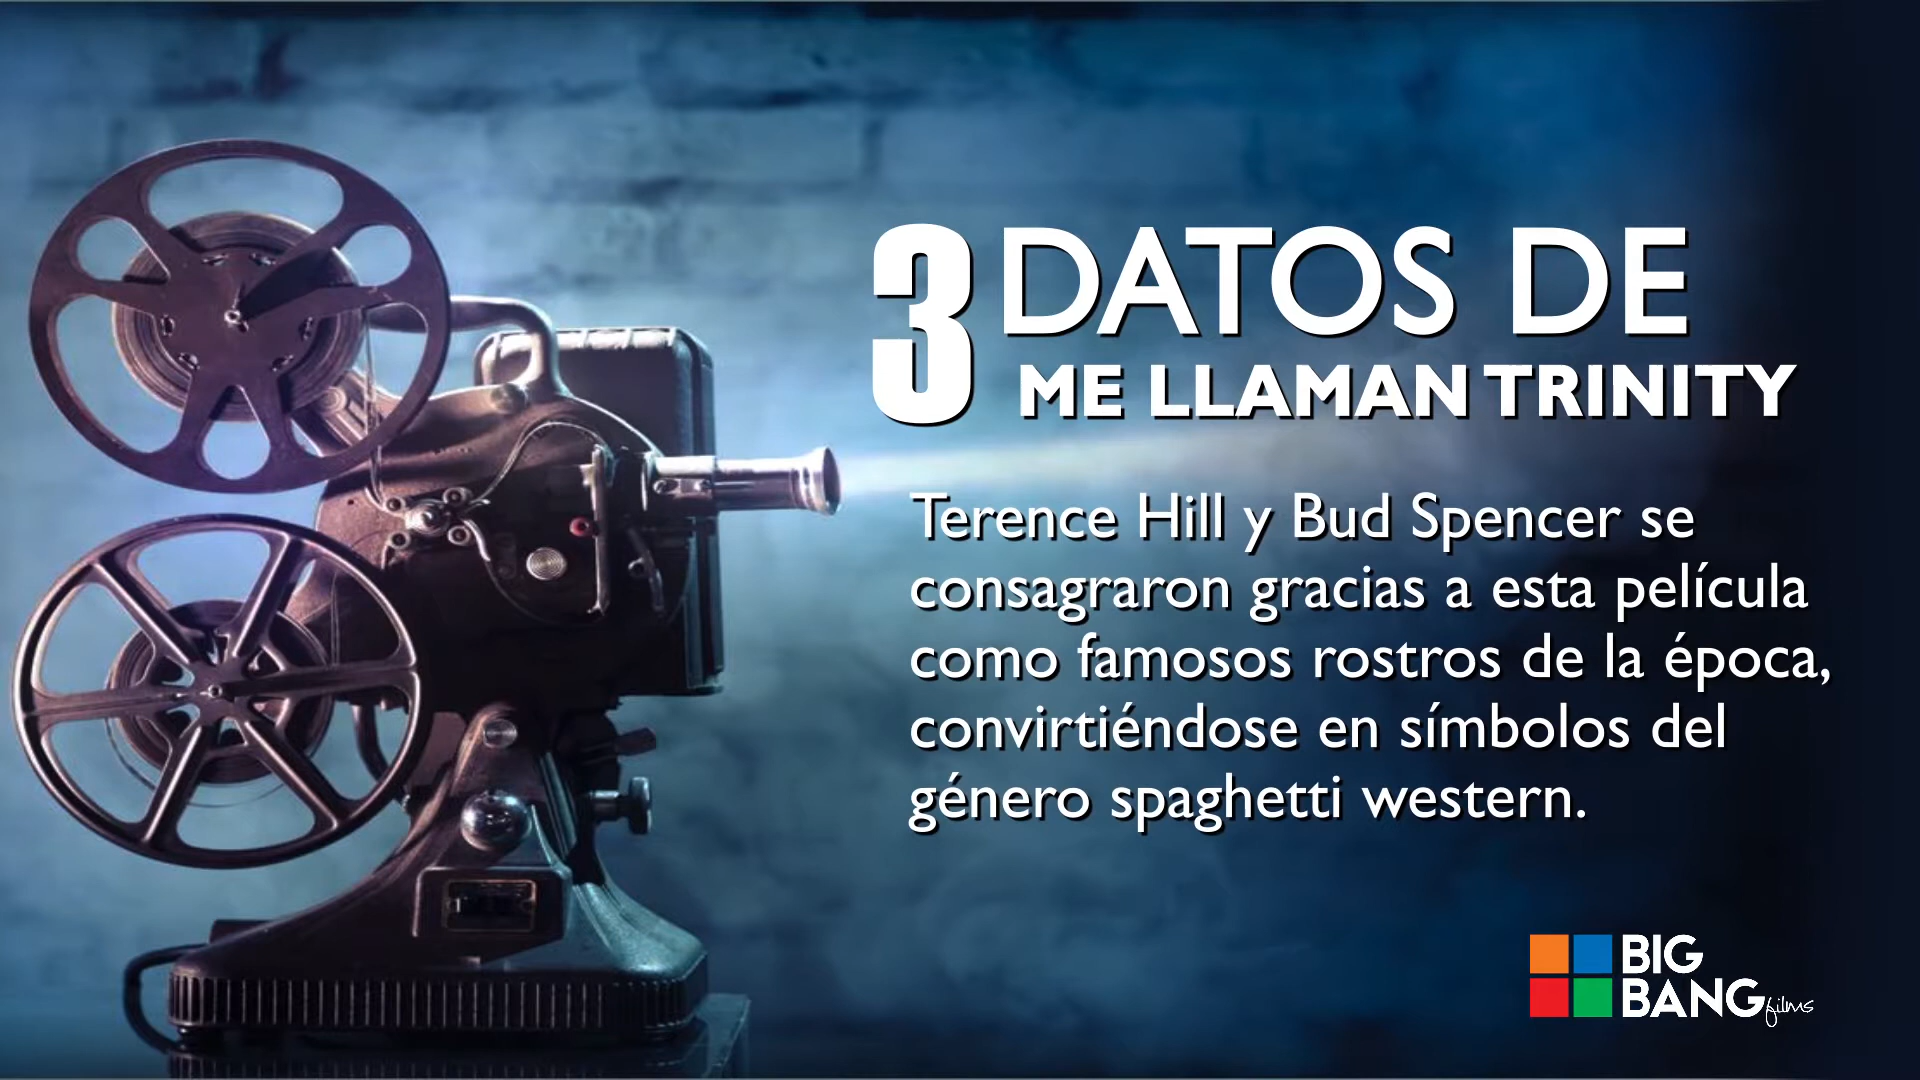 3 DATOS DE
ME LLAMAN TRINITY
Terence Hill y Bud Spencer se
consagraron gracias a esta película
como famosos rostros de la época,
convirtiéndose en símbolos del
género spaghetti western.
BIG
BANG films